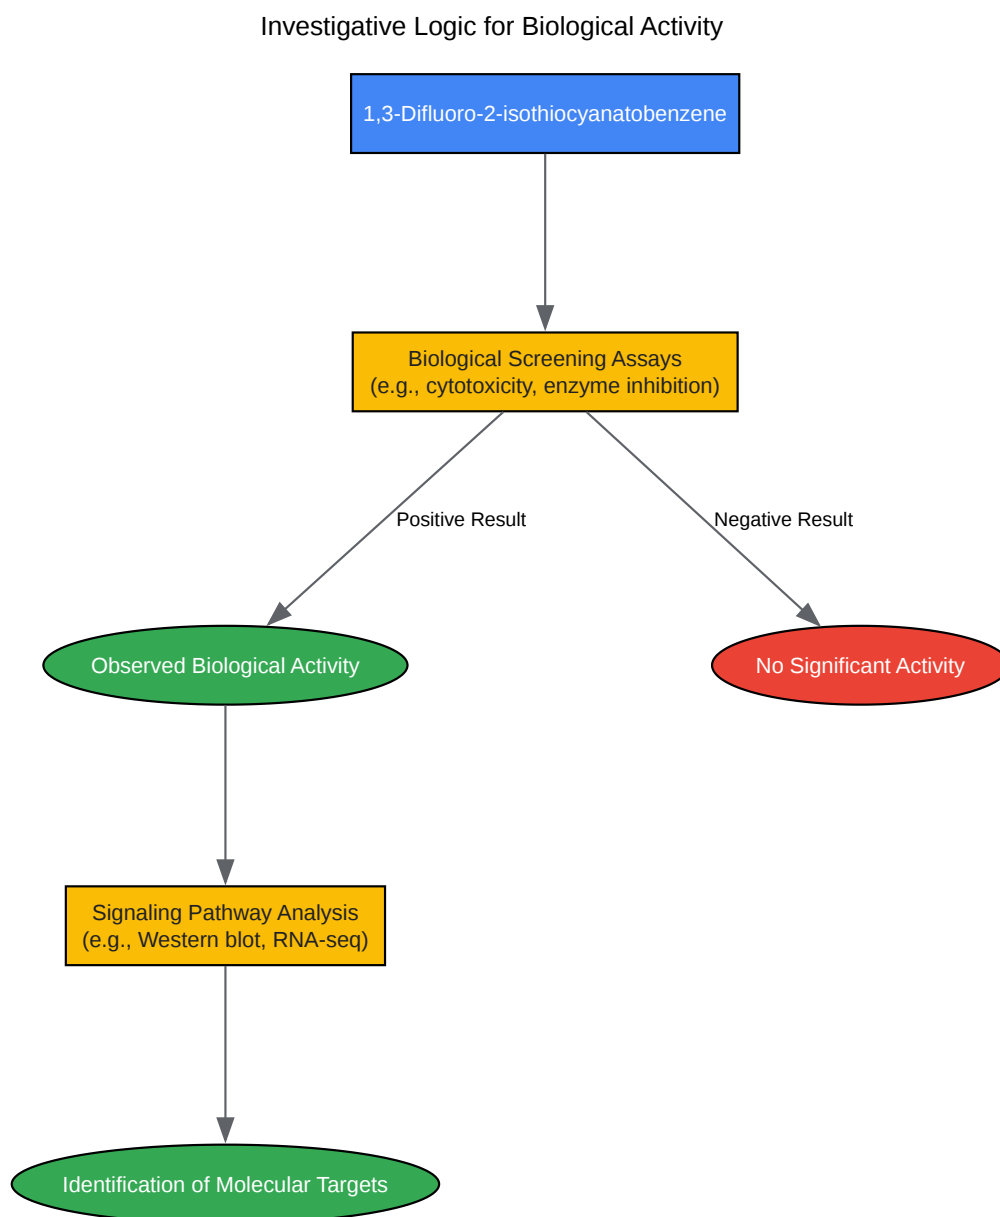 Investigative Logic for Biological Activity
1,3-Difluoro-2-isothiocyanatobenzene
Biological Screening Assays
(e.g., cytotoxicity, enzyme inhibition)
Positive Result
Negative Result
Observed Biological Activity
No Significant Activity
Signaling Pathway Analysis
(e.g., Western blot, RNA-seq)
Identification of Molecular Targets